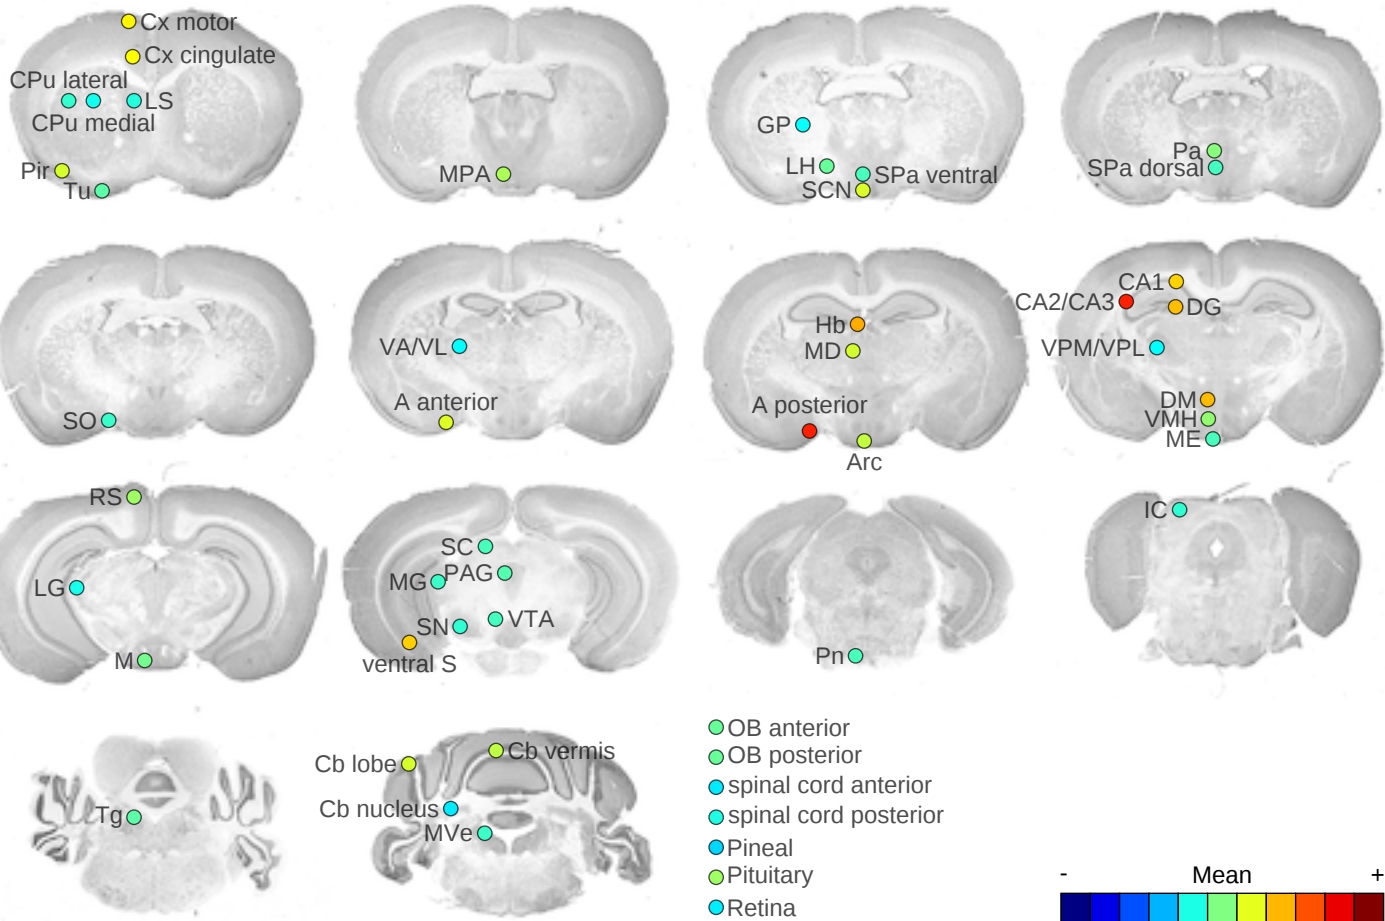 Cx motor
Cx cingulate
CPu lateral
LS
CPu medial
Pir
Tu
MPA
GP
LH
SPa ventral
SCN
Pa
SPa dorsal
SO
VA/VL
A anterior
Hb
MD
A posterior
Arc
CA1
CA2/CA3
DG
VPM/VPL
DM
VMH
ME
RS
LG
M
SC
MG
PAG
SN
VTA
ventral S
Pn
IC
Tg
Cb lobe
Cb vermis
Cb nucleus
MVe
OB anterior
OB posterior
spinal cord anterior
spinal cord posterior
Pineal
Pituitary
Retina
- Mean +